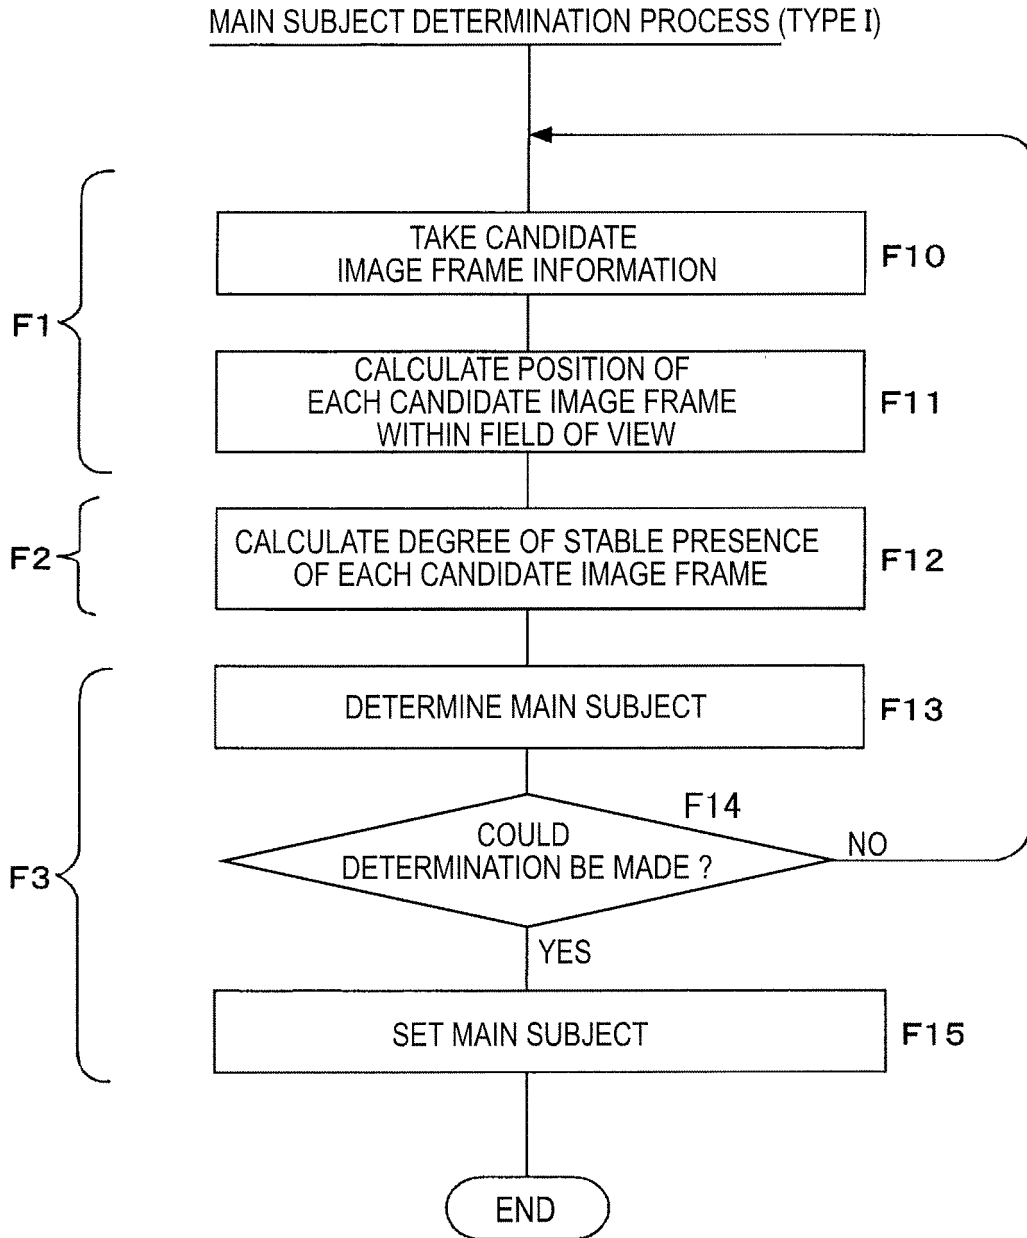 MAIN SUBJECT DETERMINATION PROCESS (TYPE I)
TAKE CANDIDATE
IMAGE FRAME INFORMATION
F10
F1
CALCULATE POSITION OF
EACH CANDIDATE IMAGE FRAME
WITHIN FIELD OF VIEW
F11
F2
CALCULATE DEGREE OF STABLE PRESENCE
OF EACH CANDIDATE IMAGE FRAME
F12
DETERMINE MAIN SUBJECT
F13
F3
F14
COULD
DETERMINATION BE MADE ?
NO
YES
SET MAIN SUBJECT
F15
END